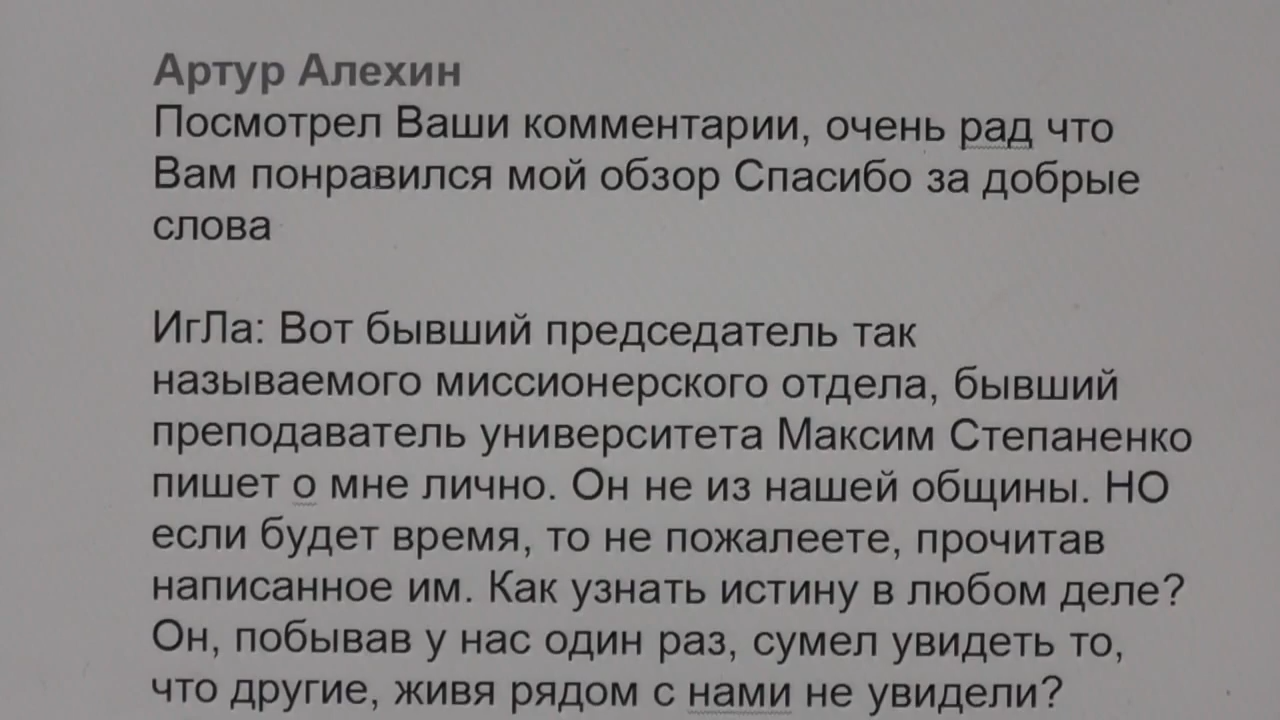 Артур Алехин
Посмотрел Ваши комментарии, очень рад что
Вам понравился мой обзор Спасибо за добрые
слова
ИгЛа: Вот бывший председатель так
называемого миссионерского отдела, бывший
преподаватель университета Максим Степаненко
пишет о мне лично. Он не из нашей общины. НО
если будет время, то не пожалеете, прочитав
написанное им. Как узнать истину в любом деле?
Он, побывав у нас один раз, сумел увидеть то,
что другие, живя рядом с нами не увидели?